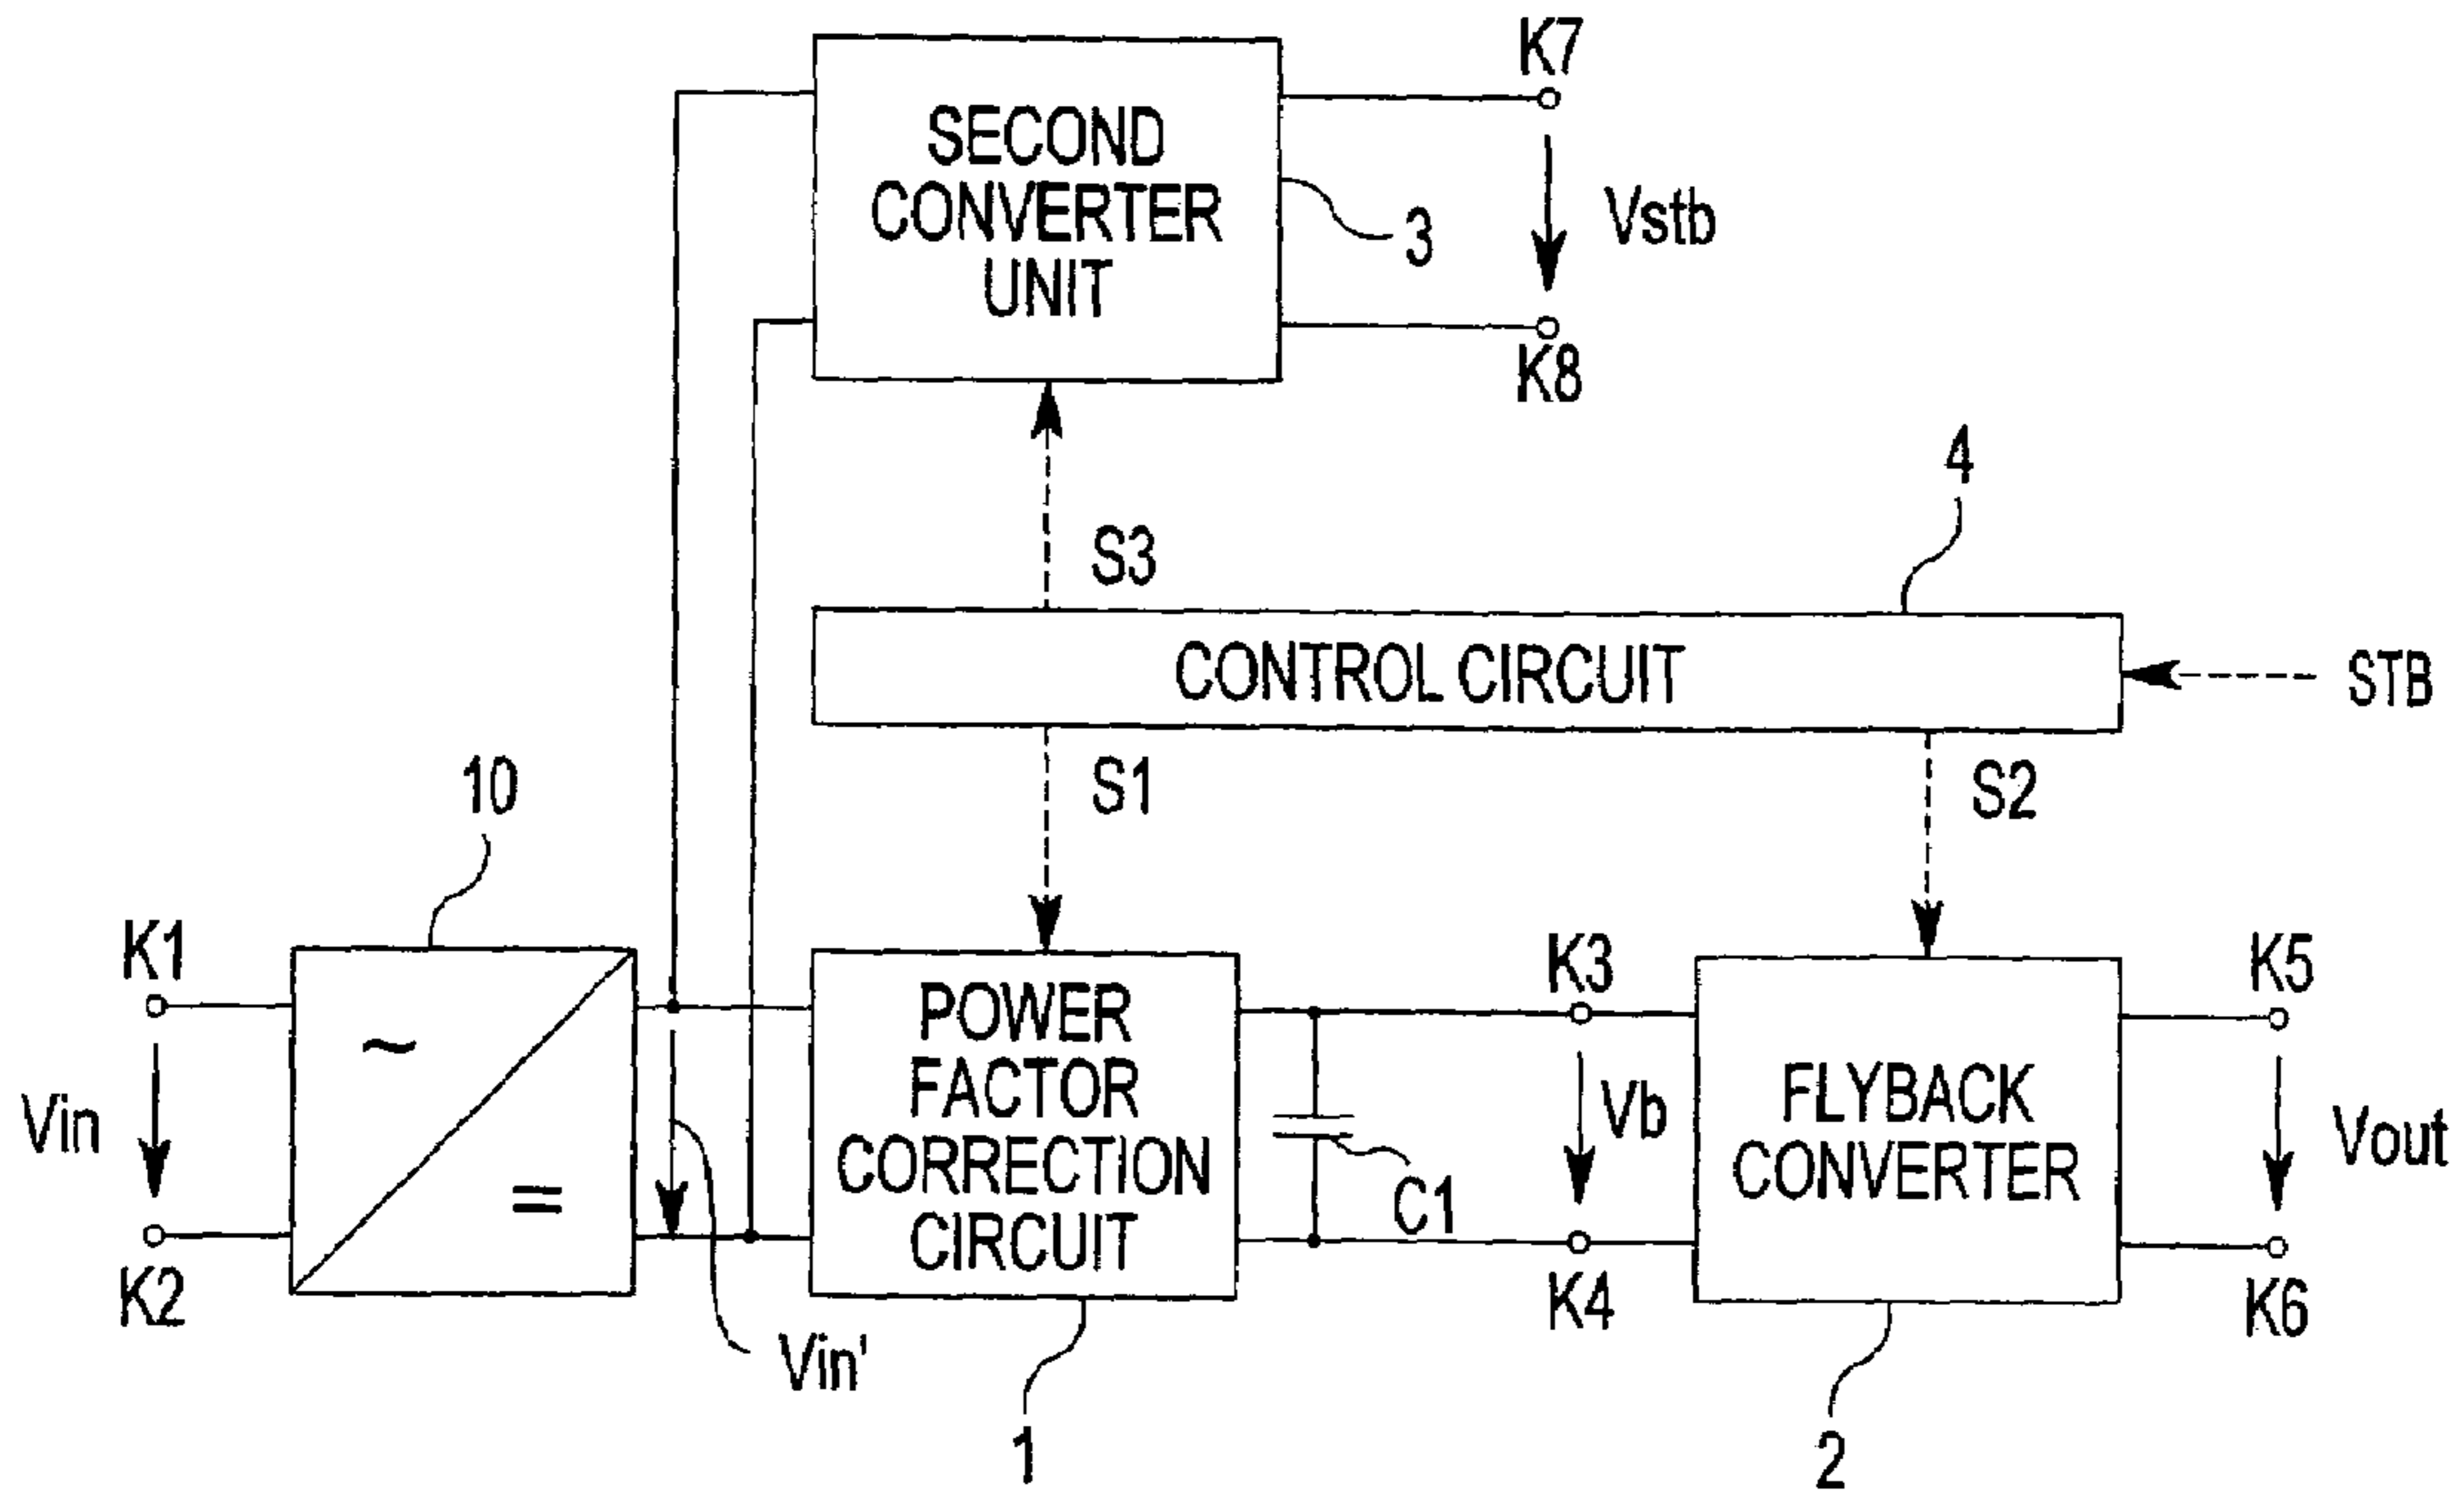 K7
SECOND
CONVERTER
UNIT
3
Vstb
K8
4
S3
CONTROL CIRCUIT
STB
S1
S2
10
K1
K3
K5
~
POWER
FACTOR
CORRECTION
CIRCUIT
Vin
Vb
FLYBACK
CONVERTER
Vout
=
C1
K2
K4
K6
Vin'
1
2